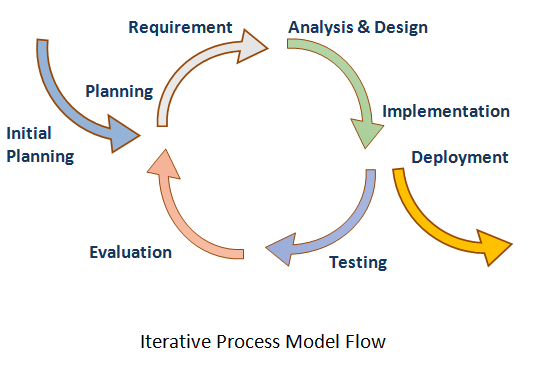 Requirement
Analysis & Design
Planning
Implementation
Initial
Planning
Deployment
Evaluation
Testing
Iterative Process Model Flow